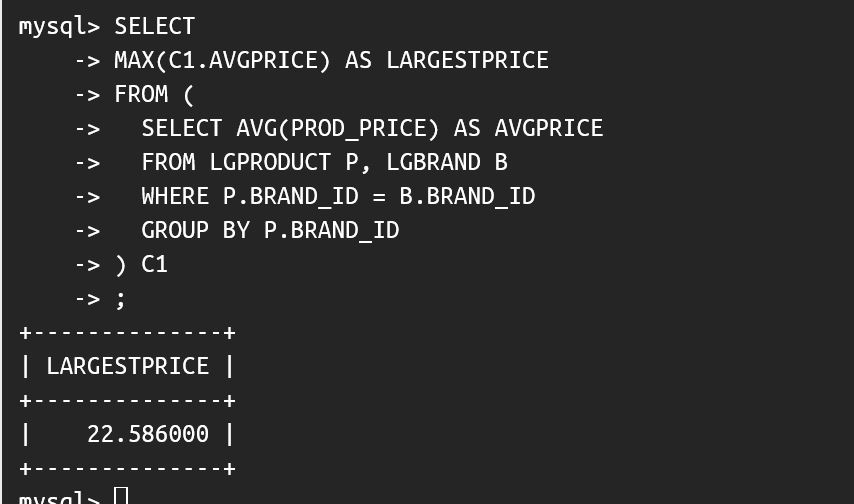 mysql> SELECT
    -> MAX(C1.AVGPRICE) AS LARGESTPRICE
    -> FROM (
    ->   SELECT AVG(PROD_PRICE) AS AVGPRICE
    ->   FROM LGPRODUCT P, LGBRAND B
    ->   WHERE P.BRAND_ID = B.BRAND_ID
    ->   GROUP BY P.BRAND_ID
    -> ) C1
    -> ;
+--------------+
| LARGESTPRICE |
+--------------+
|    22.586000 |
+--------------+
mysql>